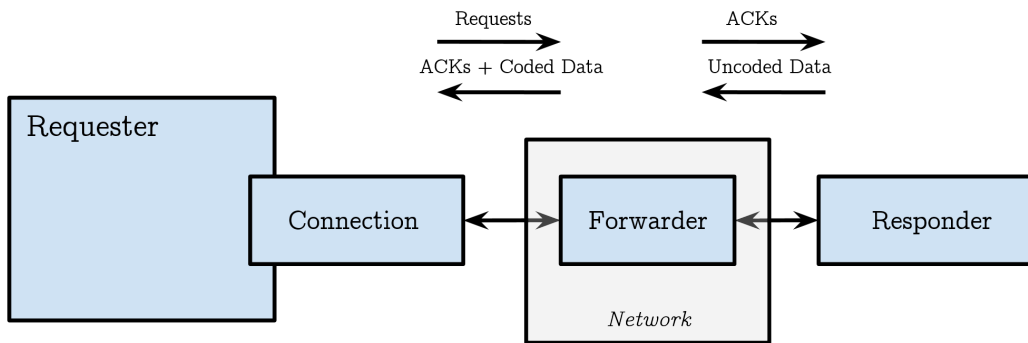 Requests
ACKs
ACKs + Coded Data
Uncoded Data
Requester
Connection
Forwarder
Responder
Network